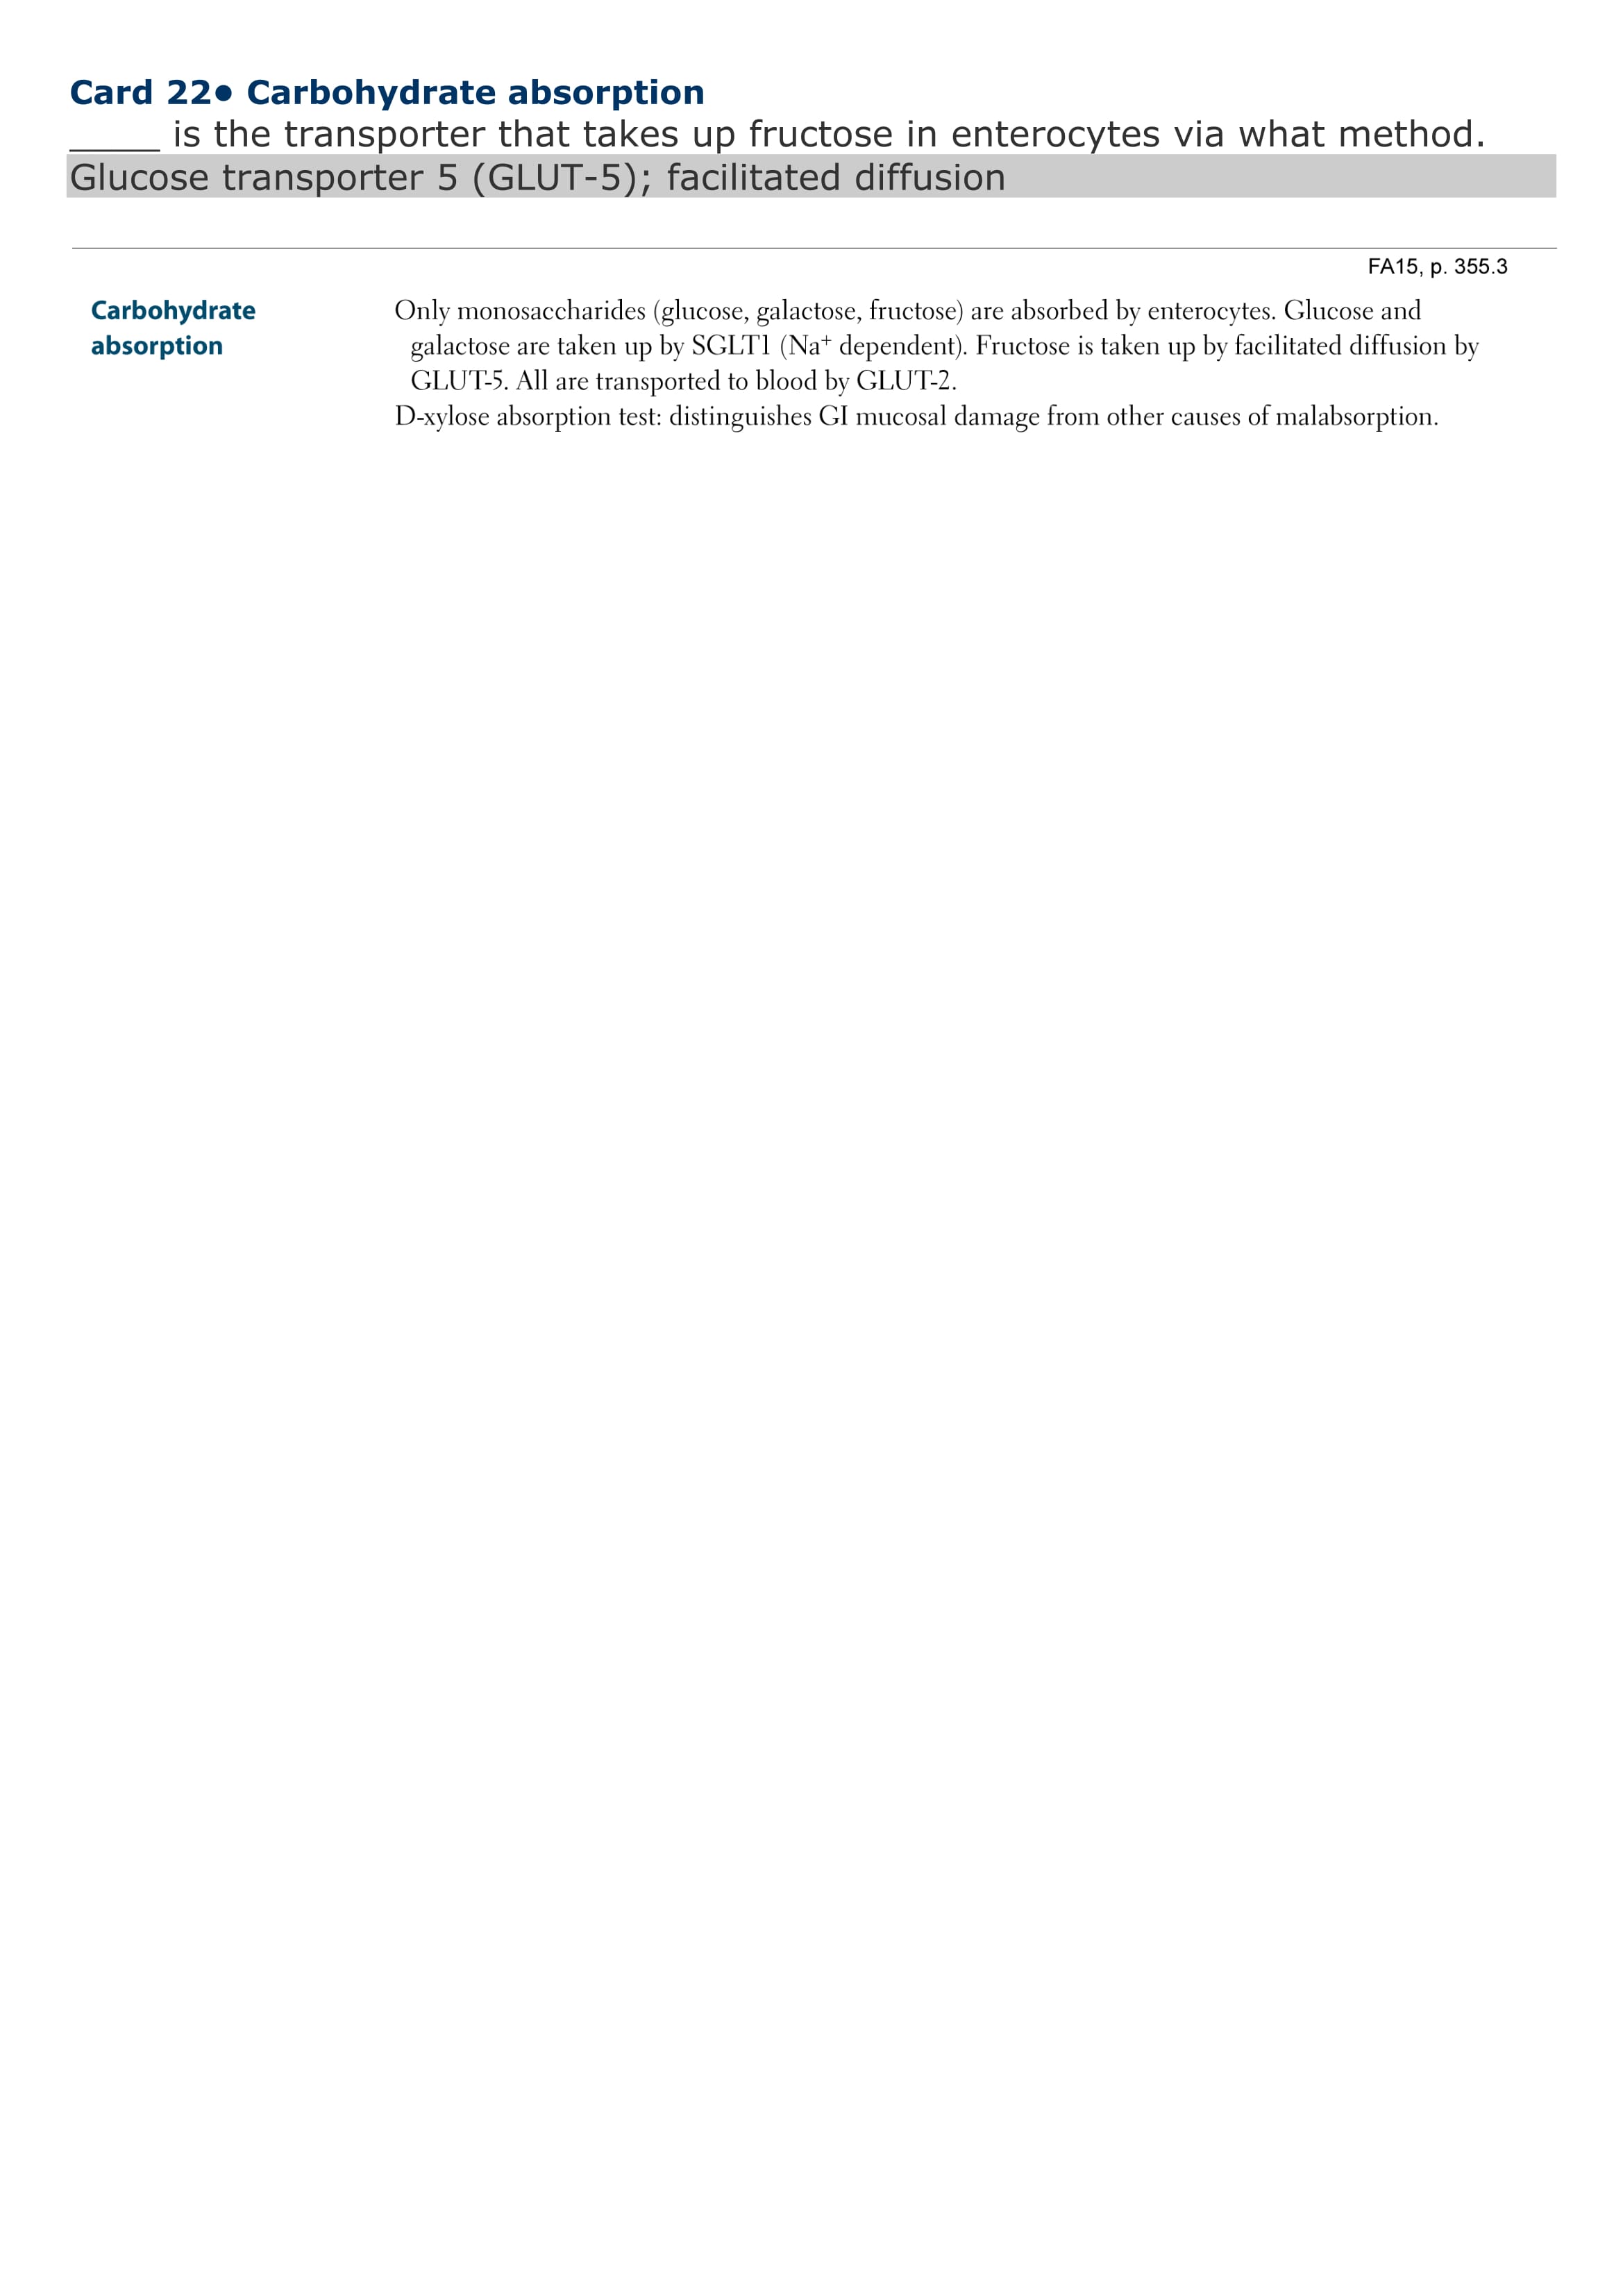 Card 22● Carbohydrate absorption
_____ is the transporter that takes up fructose in enterocytes via what method.
Glucose transporter 5 (GLUT-5); facilitated diffusion
FA15, p. 355.3
Carbohydrate
absorption
Only monosaccharides (glucose, galactose, fructose) are absorbed by enterocytes. Glucose and
galactose are taken up by SGLT1 (Na⁺ dependent). Fructose is taken up by facilitated diffusion by
GLUT-5. All are transported to blood by GLUT-2.
D-xylose absorption test: distinguishes GI mucosal damage from other causes of malabsorption.